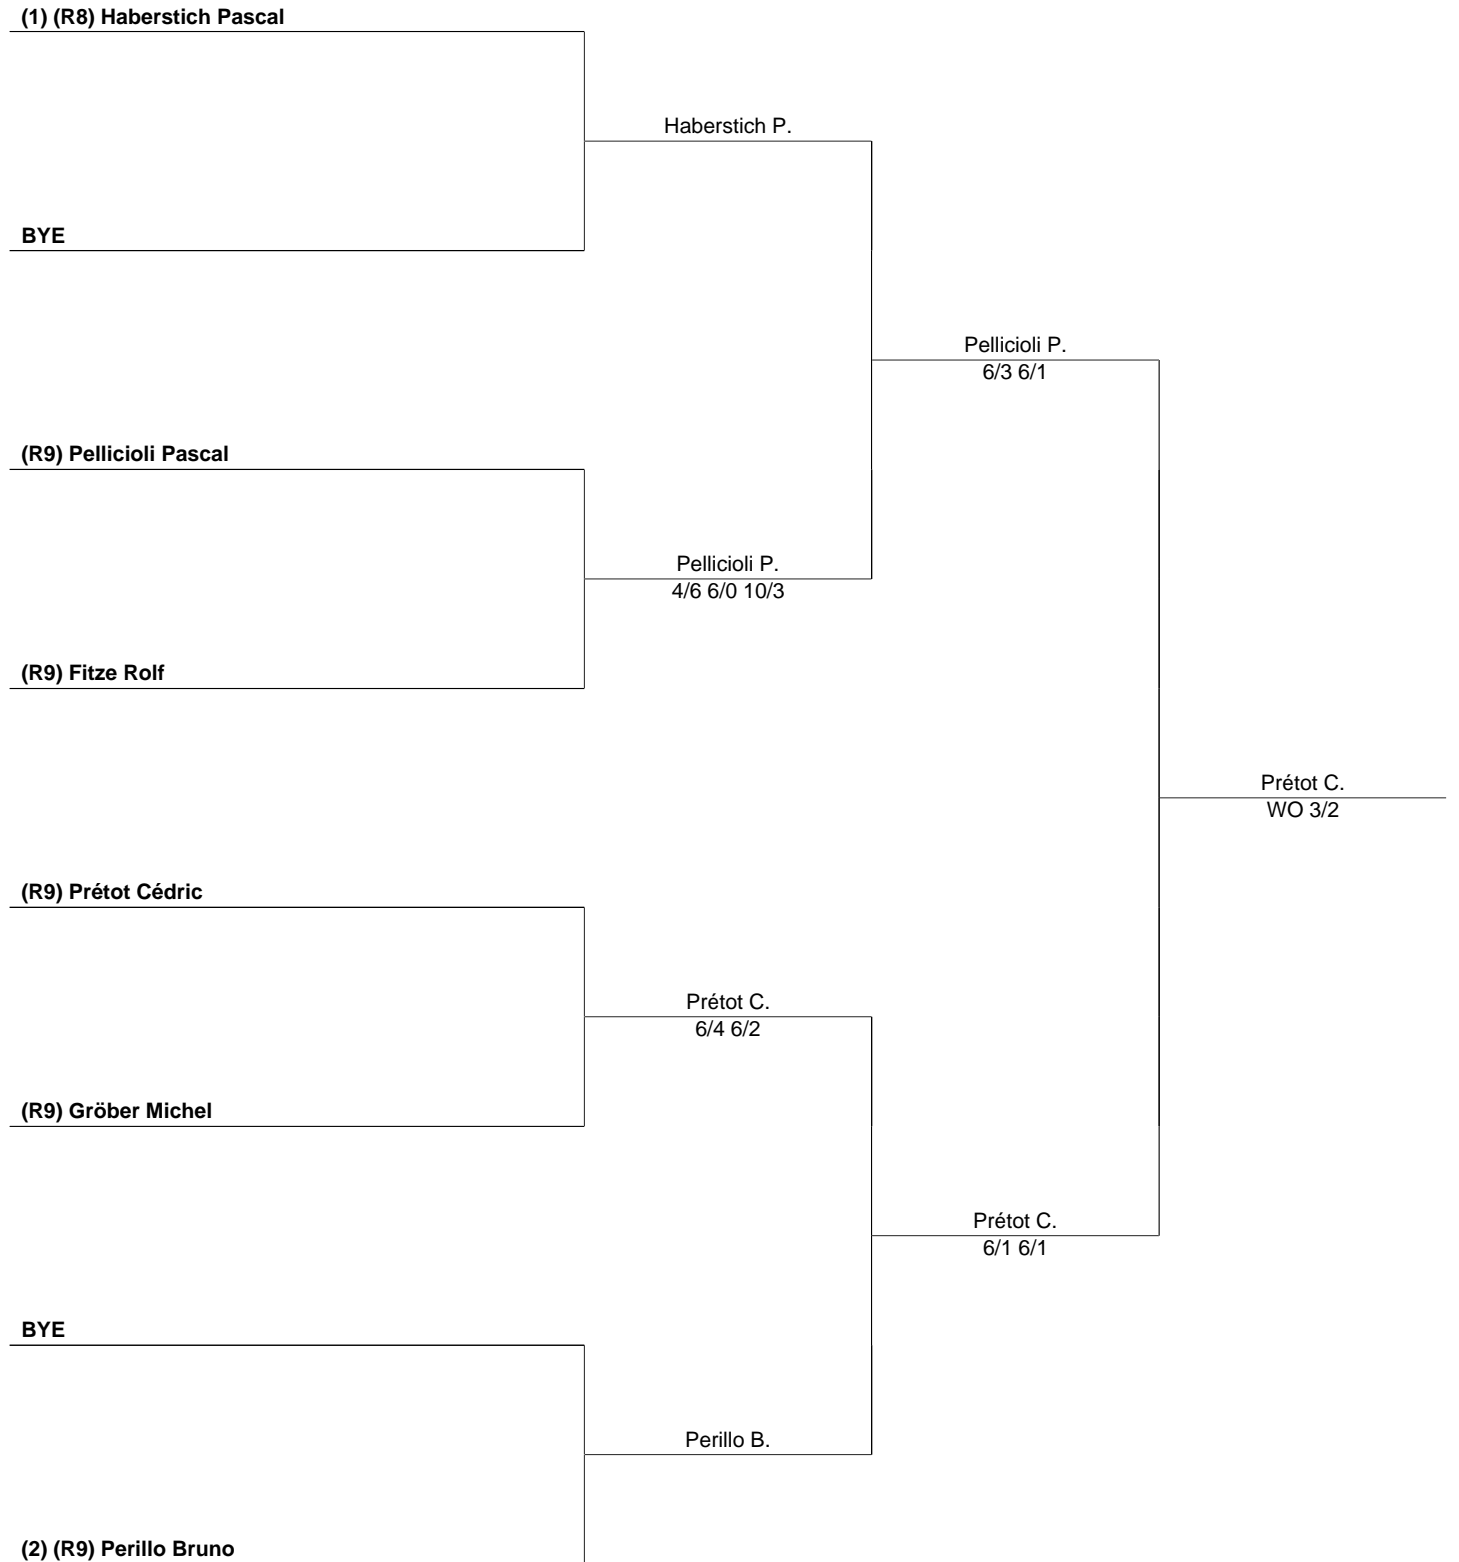 (1) (R8) Haberstich Pascal
Haberstich P.
BYE
Pellicioli P.
6/3 6/1
(R9) Pellicioli Pascal
Pellicioli P.
4/6 6/0 10/3
(R9) Fitze Rolf
Prétot C.
WO 3/2
(R9) Prétot Cédric
Prétot C.
6/4 6/2
(R9) Gröber Michel
Prétot C.
6/1 6/1
BYE
Perillo B.
(2) (R9) Perillo Bruno